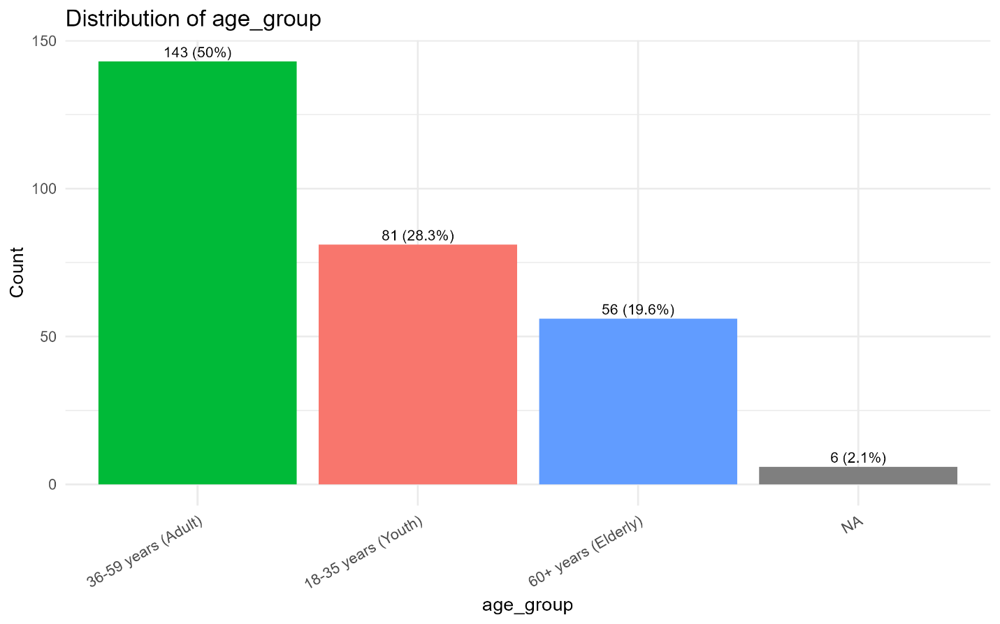 Distribution of age_group
150
143 (50%)
100
81 (28.3%)
Count
56 (19.6%)
50
6 (2.1%)
0
36-59 years (Adult)
18-35 years (Youth)
60+ years (Elderly)
NA
age_group